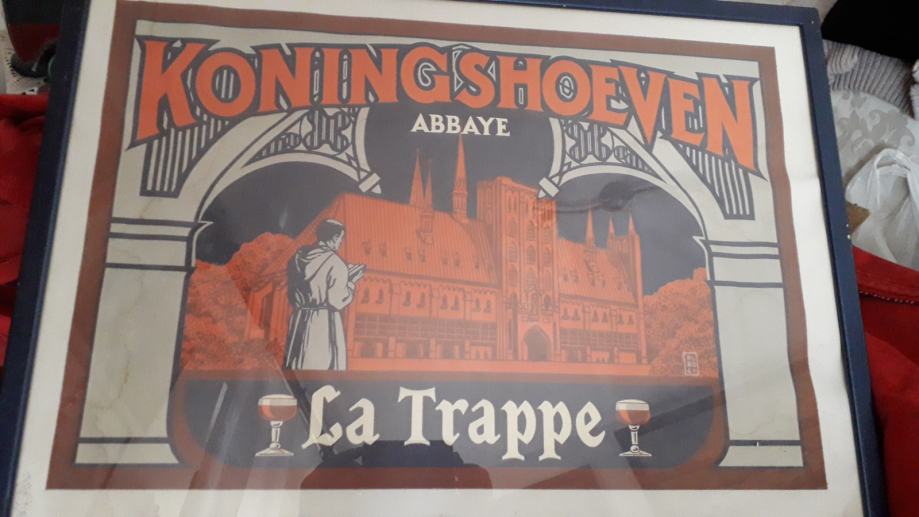 KONINGSHOEVEN
ABBAYE
La Trappe